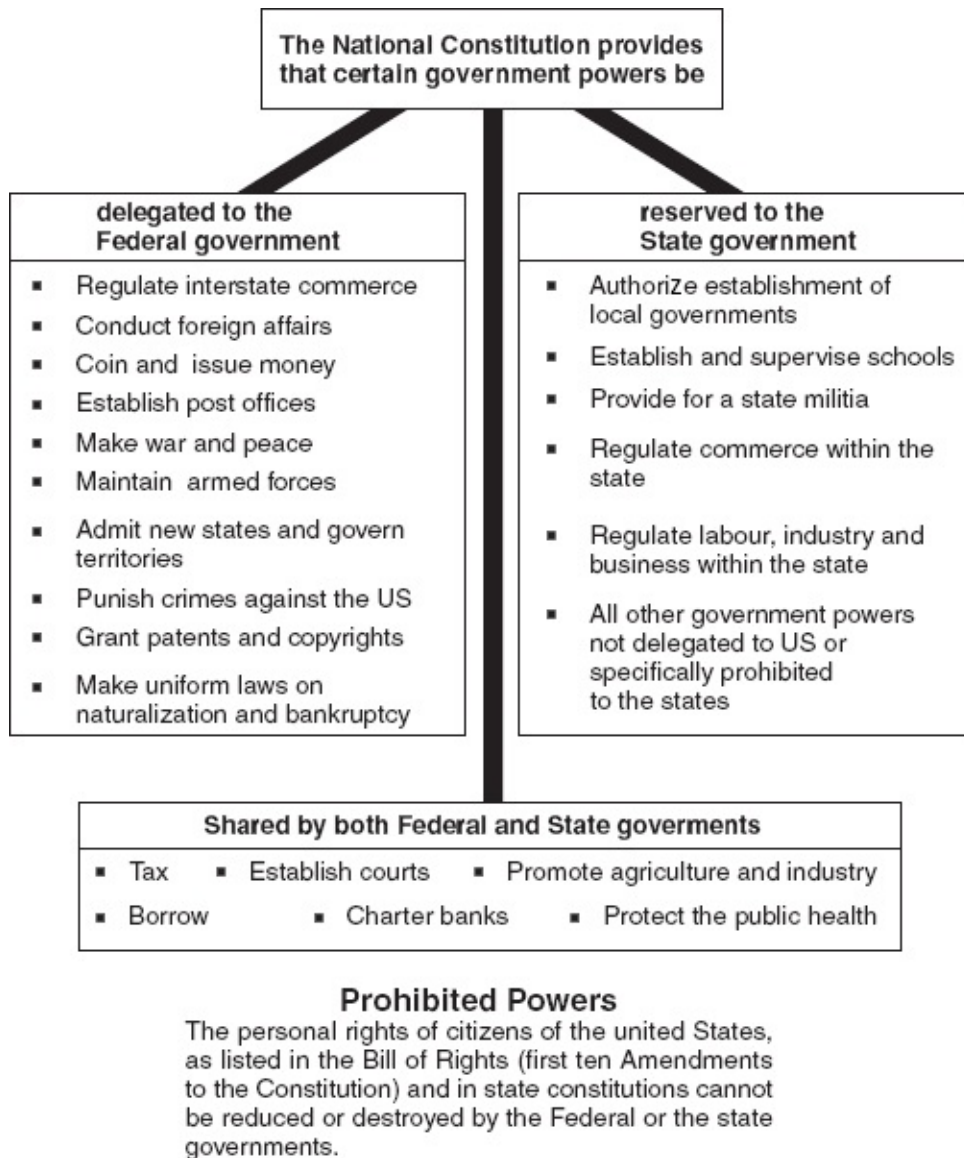 The National Constitution provides
that certain government powers be
delegated to the
Federal government
▪ Regulate interstate commerce
▪ Conduct foreign affairs
▪ Coin and issue money
▪ Establish post offices
▪ Make war and peace
▪ Maintain armed forces
▪ Admit new states and govern
territories
▪ Punish crimes against the US
▪ Grant patents and copyrights
▪ Make uniform laws on
naturalization and bankruptcy
reserved to the
State government
▪ Authorize establishment of
local governments
▪ Establish and supervise schools
▪ Provide for a state militia
▪ Regulate commerce within the
state
▪ Regulate labour, industry and
business within the state
▪ All other government powers
not delegated to US or
specifically prohibited
to the states
Shared by both Federal and State goverments
▪ Tax ▪ Establish courts ▪ Promote agriculture and industry
▪ Borrow ▪ Charter banks ▪ Protect the public health
Prohibited Powers
The personal rights of citizens of the united States,
as listed in the Bill of Rights (first ten Amendments
to the Constitution) and in state constitutions cannot
be reduced or destroyed by the Federal or the state
governments.